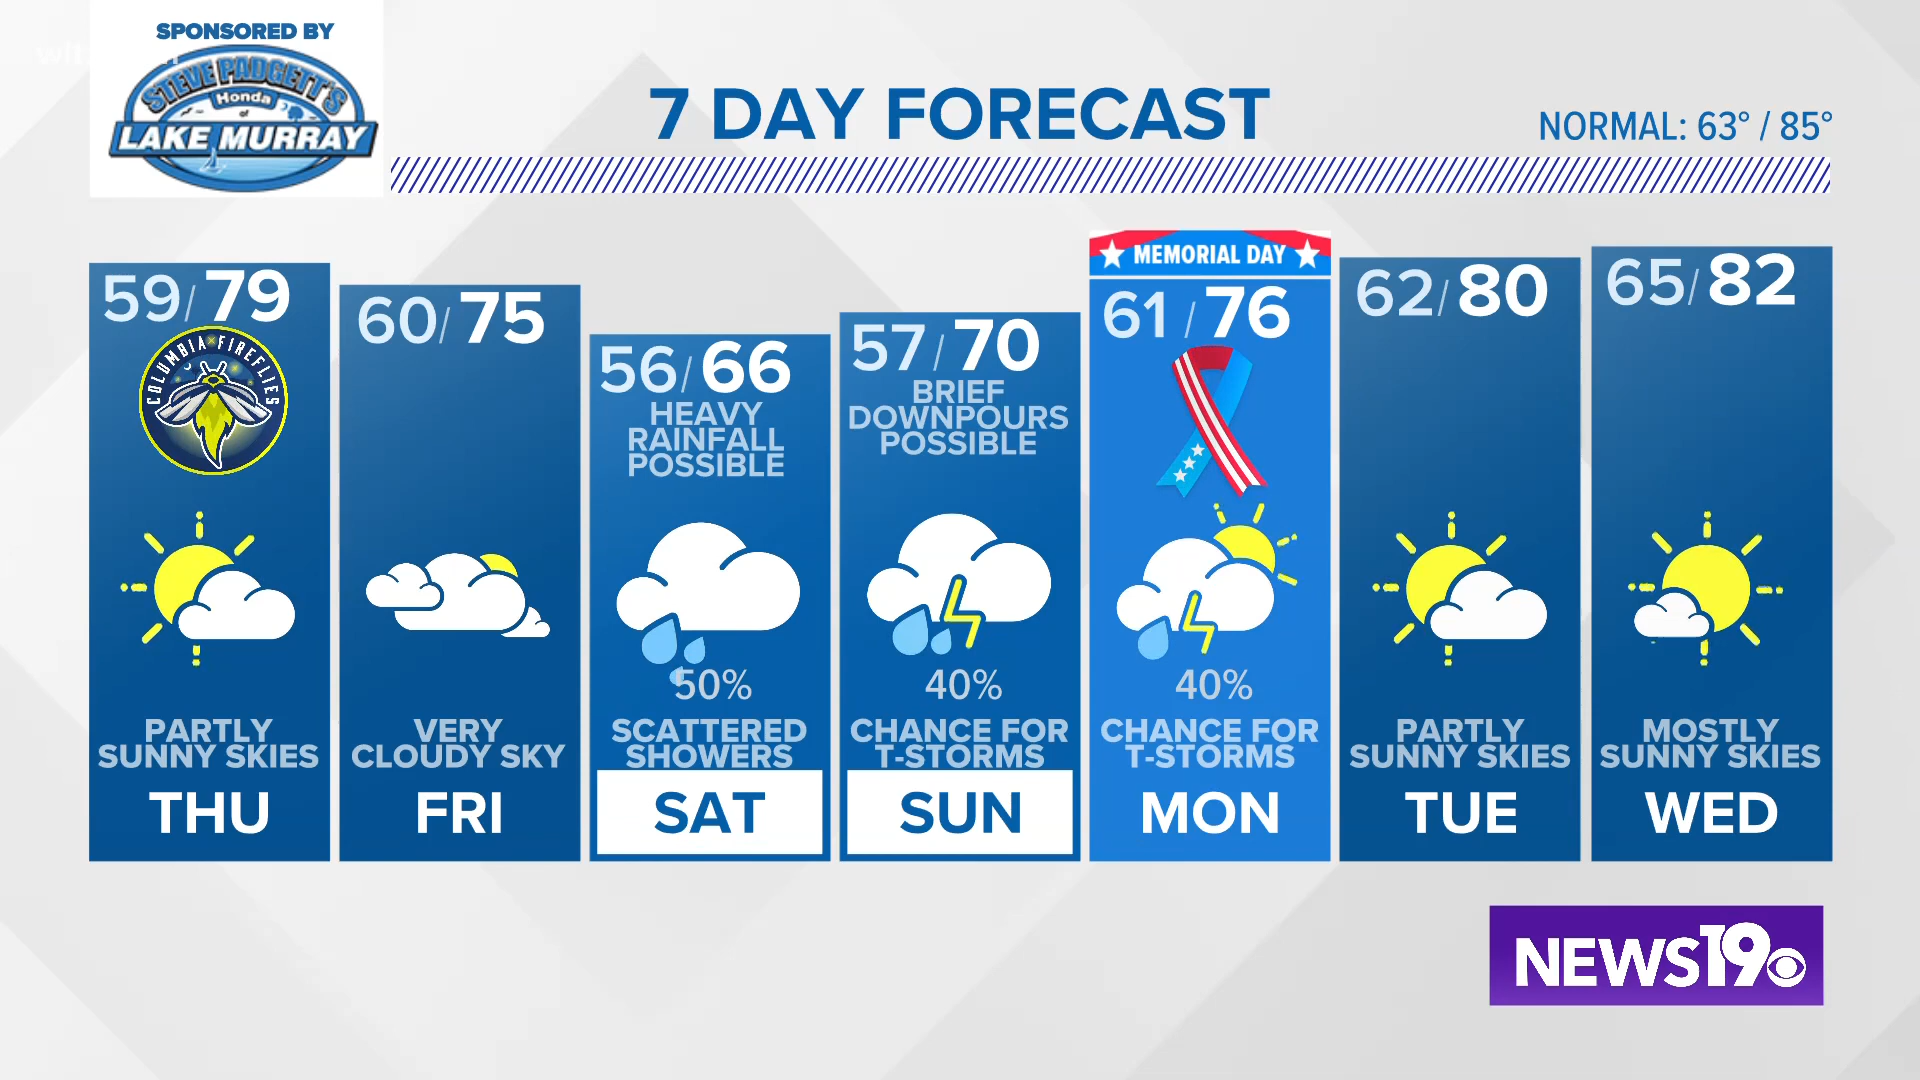 SPONSORED BY
STEVE PADGETT'S
Honda
of
LAKE MURRAY
7 DAY FORECAST
NORMAL: 63° / 85°
59/79
COLUMBIA FIREFLIES
PARTLY
SUNNY SKIES
THU
60/75
VERY
CLOUDY SKY
FRI
56/66
HEAVY
RAINFALL
POSSIBLE
50%
SCATTERED
SHOWERS
SAT
57/70
BRIEF
DOWNPOURS
POSSIBLE
40%
CHANCE FOR
T-STORMS
SUN
MEMORIAL DAY
61/76
40%
CHANCE FOR
T-STORMS
MON
62/80
PARTLY
SUNNY SKIES
TUE
65/82
MOSTLY
SUNNY SKIES
WED
NEWS19